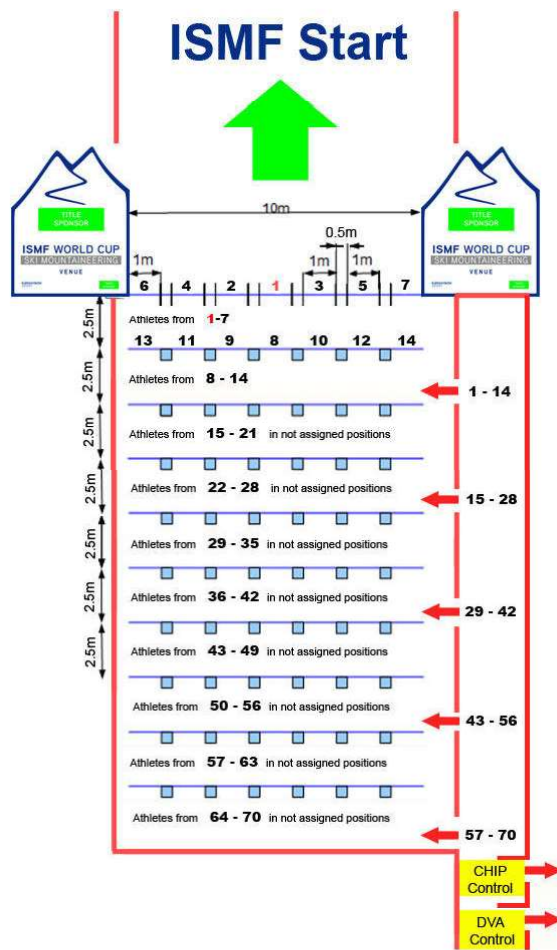 ISMF Start
TITLE
SPONSOR
ISMF WORLD CUP
SKI MOUNTAINEERING
VENUE
TITLE
SPONSOR
ISMF WORLD CUP
SKI MOUNTAINEERING
VENUE
10m
0.5m
1m 1m 1m
6 4 2 1 3 5 7
2.5m
Athletes from 1-7
13 11 9 8 10 12 14
2.5m
Athletes from 8 - 14
1 - 14
2.5m
Athletes from 15 - 21 in not assigned positions
2.5m
Athletes from 22 - 28 in not assigned positions
15 - 28
2.5m
Athletes from 29 - 35 in not assigned positions
2.5m
Athletes from 36 - 42 in not assigned positions
29 - 42
2.5m
Athletes from 43 - 49 in not assigned positions
Athletes from 50 - 56 in not assigned positions
43 - 56
Athletes from 57 - 63 in not assigned positions
Athletes from 64 - 70 in not assigned positions
57 - 70
CHIP
Control
DVA
Control